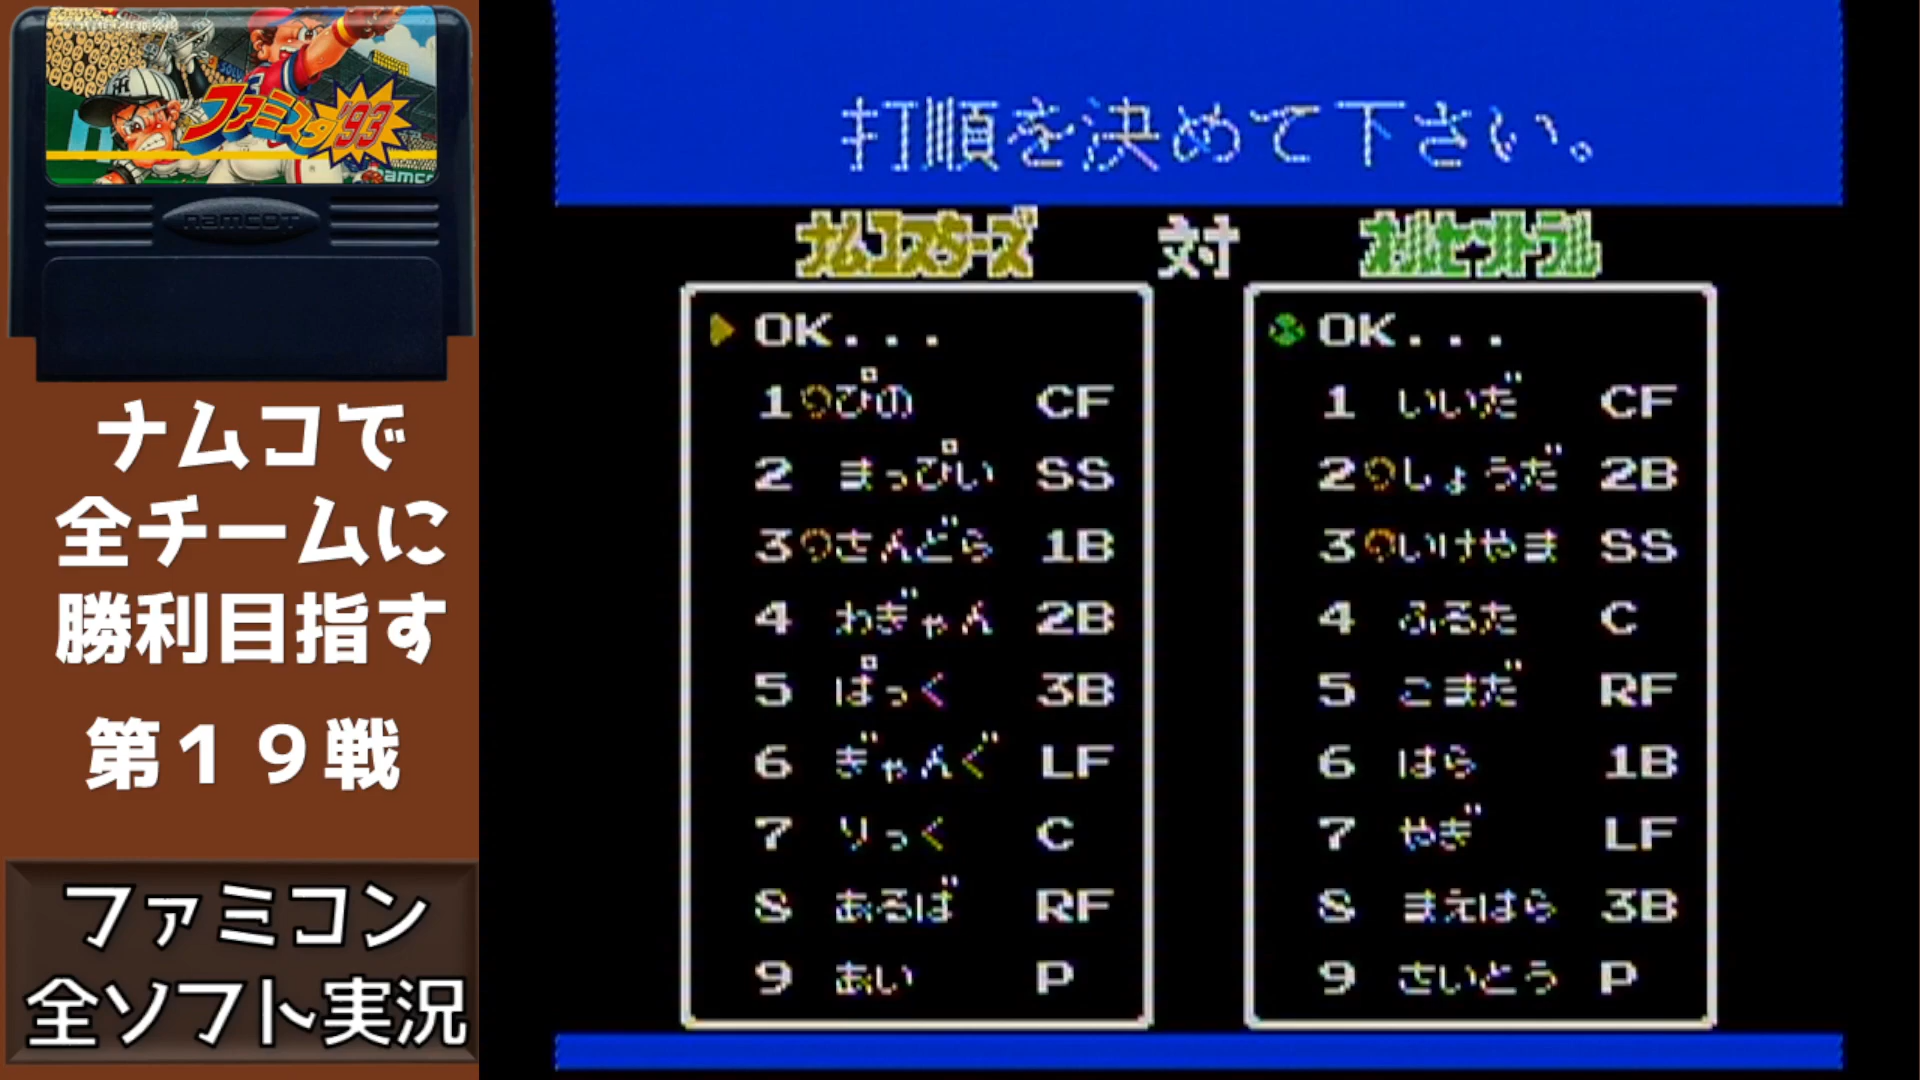 ファミスタ'93
namcot
ナムコで
全チームに
勝利目指す
第19戦
ファミコン
全ソフト実況
打順を決めて下さい。
ナムコスターズ 対 オールセントラル
OK...
1 ぴの CF
2 まっぴい SS
3 さんどら 1B
4 わぎゃん 2B
5 ぱっく 3B
6 ぎゃんぐ LF
7 りっく C
8 あるば RF
9 あい P
OK...
1 いいだ CF
2 しょうだ 2B
3 いけやま SS
4 ふるた C
5 こまだ RF
6 はら 1B
7 やぎ LF
8 まえはら 3B
9 さいとう P